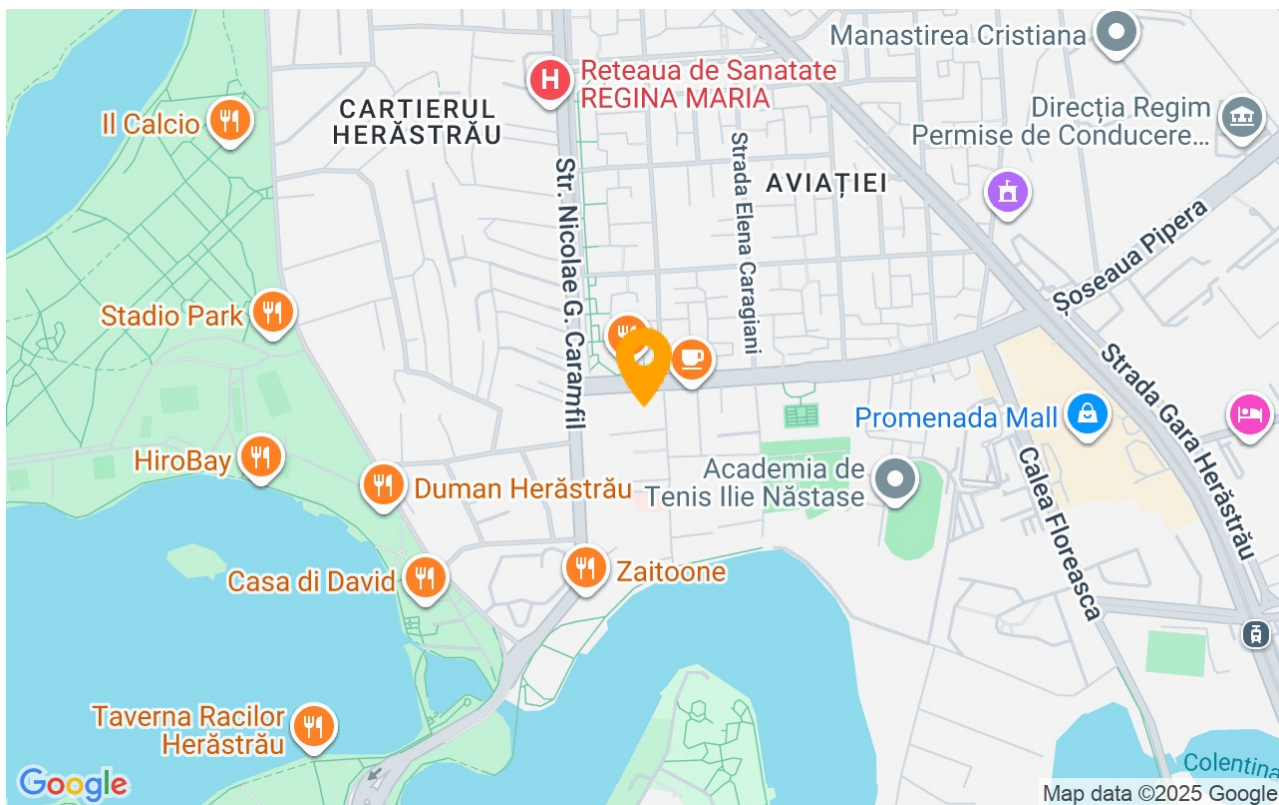 Manastirea Cristiana
Reteaua de Sanatate
REGINA MARIA
H
Il Calcio
CARTIERUL
HERĂSTRĂU
Direcția Regim
Permise de Conducere...
Strada Elena Caragiani
AVIAȚIEI
Str. Nicolae G. Caramfil
Șoseaua Pipera
Stadio Park
Strada Gara Herăstrău
Promenada Mall
HiroBay
Duman Herăstrău
Academia de
Tenis Ilie Năstase
Calea Floreasca
Casa di David
Zaitoone
Taverna Racilor
Herăstrău
Colentina
Google
Map data ©2025 Google